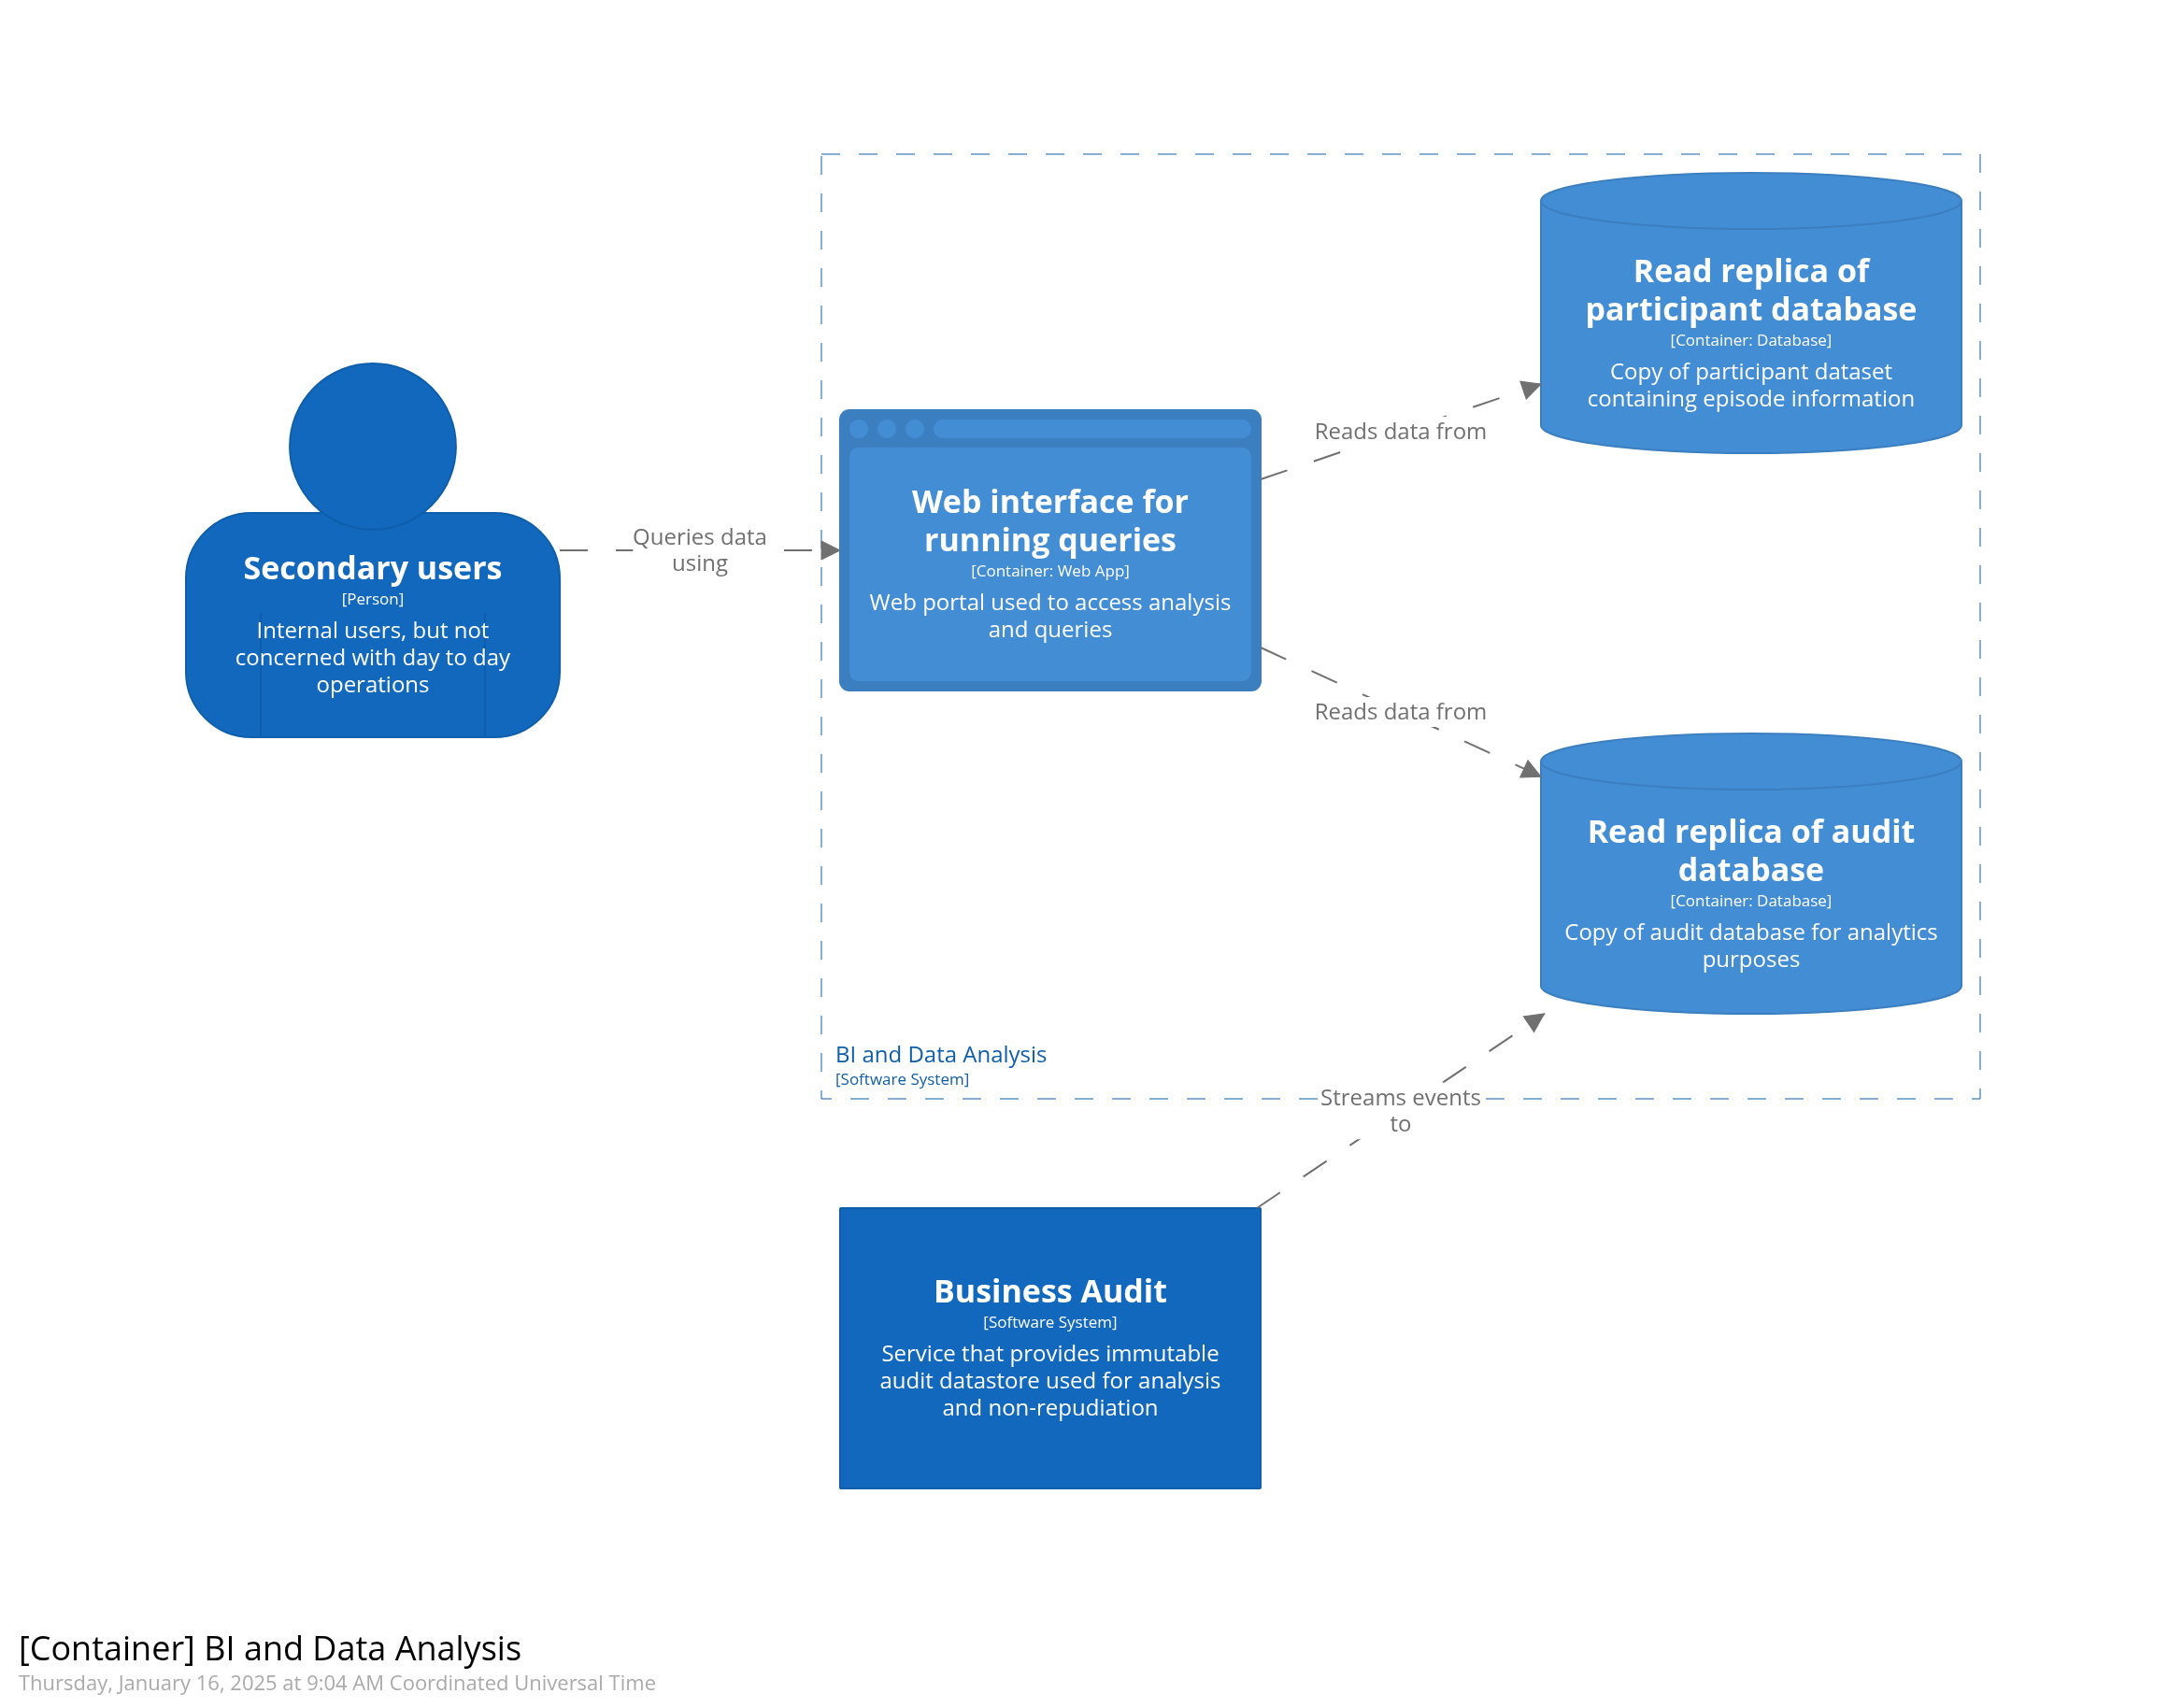 Read replica of
participant database
[Container: Database]
Copy of participant dataset
containing episode information
Reads data from
Web interface for
running queries
[Container: Web App]
Web portal used to access analysis
and queries
Queries data
using
Secondary users
[Person]
Internal users, but not
concerned with day to day
operations
Reads data from
Read replica of audit
database
[Container: Database]
Copy of audit database for analytics
purposes
BI and Data Analysis
[Software System]
Streams events
to
Business Audit
[Software System]
Service that provides immutable
audit datastore used for analysis
and non-repudiation
[Container] BI and Data Analysis
Thursday, January 16, 2025 at 9:04 AM Coordinated Universal Time